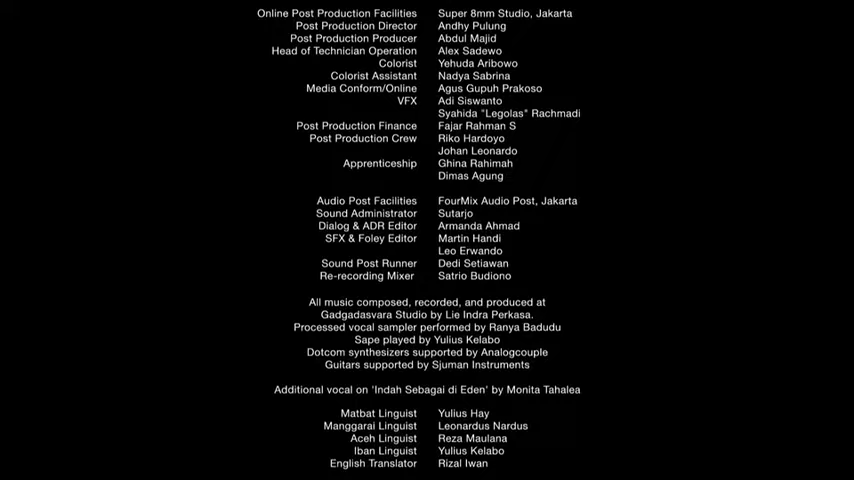 Online Post Production Facilities Super 8mm Studio, Jakarta
Post Production Director Andhy Pulung
Post Production Producer Abdul Majid
Head of Technician Operation Alex Sadewo
Colorist Yehuda Aribowo
Colorist Assistant Nadya Sabrina
Media Conform/Online Agus Gupuh Prakoso
VFX Adi Siswanto
Syahida "Legolas" Rachmadi
Post Production Finance Fajar Rahman S
Post Production Crew Riko Hardoyo
Johan Leonardo
Apprenticeship Ghina Rahimah
Dimas Agung
Audio Post Facilities FourMix Audio Post, Jakarta
Sound Administrator Sutarjo
Dialog & ADR Editor Armanda Ahmad
SFX & Foley Editor Martin Handi
Leo Erwando
Sound Post Runner Dedi Setiawan
Re-recording Mixer Satrio Budiono
All music composed, recorded, and produced at
Gadgadasvara Studio by Lie Indra Perkasa.
Processed vocal sampler performed by Ranya Badudu
Sape played by Yulius Kelabo
Dotcom synthesizers supported by Analogcouple
Guitars supported by Sjuman Instruments
Additional vocal on 'Indah Sebagai di Eden' by Monita Tahalea
Matbat Linguist Yulius Hay
Manggarai Linguist Leonardus Nardus
Aceh Linguist Reza Maulana
Iban Linguist Yulius Kelabo
English Translator Rizal Iwan